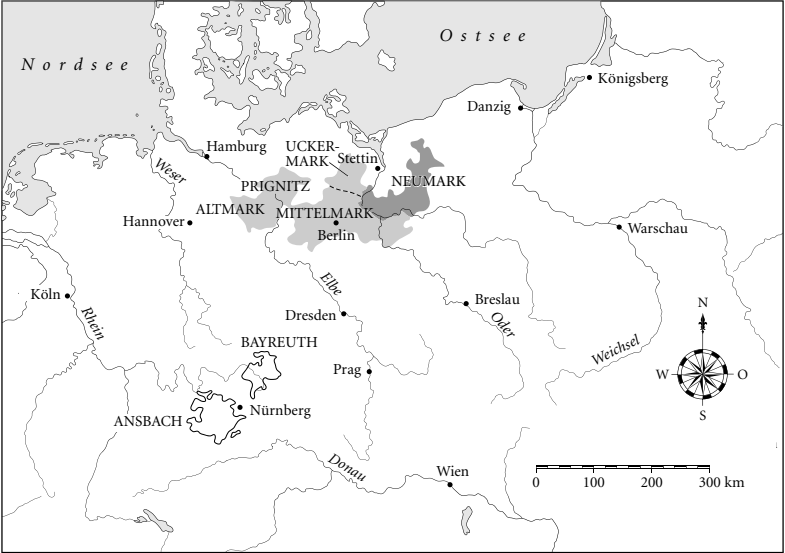 Nordsee
Ostsee
Königsberg
Danzig
Hamburg
UCKER-
MARK
Stettin
Weser
PRIGNITZ
NEUMARK
ALTMARK
MITTELMARK
Hannover
Berlin
Warschau
Elbe
Köln
Rhein
Dresden
Breslau
Oder
BAYREUTH
Weichsel
Prag
N
W
O
S
ANSBACH
Nürnberg
Donau
Wien
0 100 200 300 km